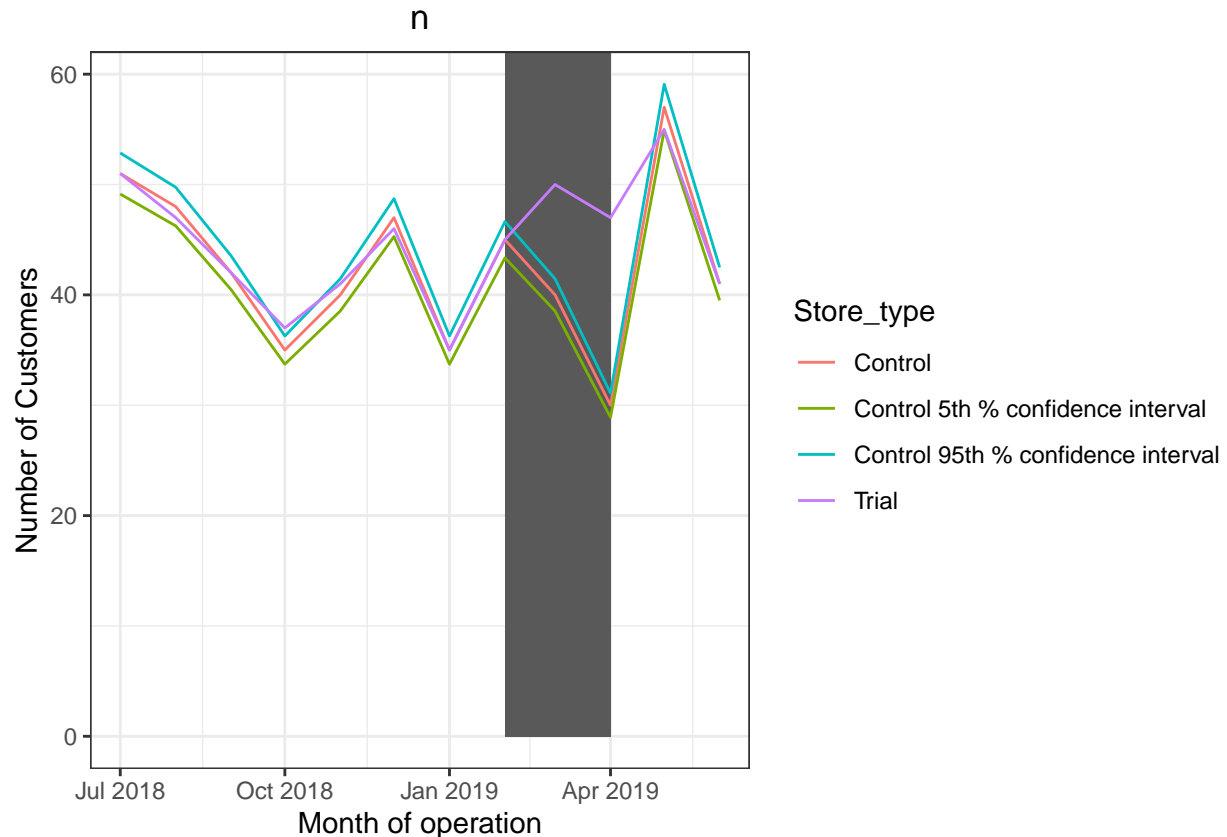 n
60
40
20
0
Number of Customers
Jul 2018
Oct 2018
Jan 2019
Apr 2019
Month of operation
Store_type
Control
Control 5th % confidence interval
Control 95th % confidence interval
Trial